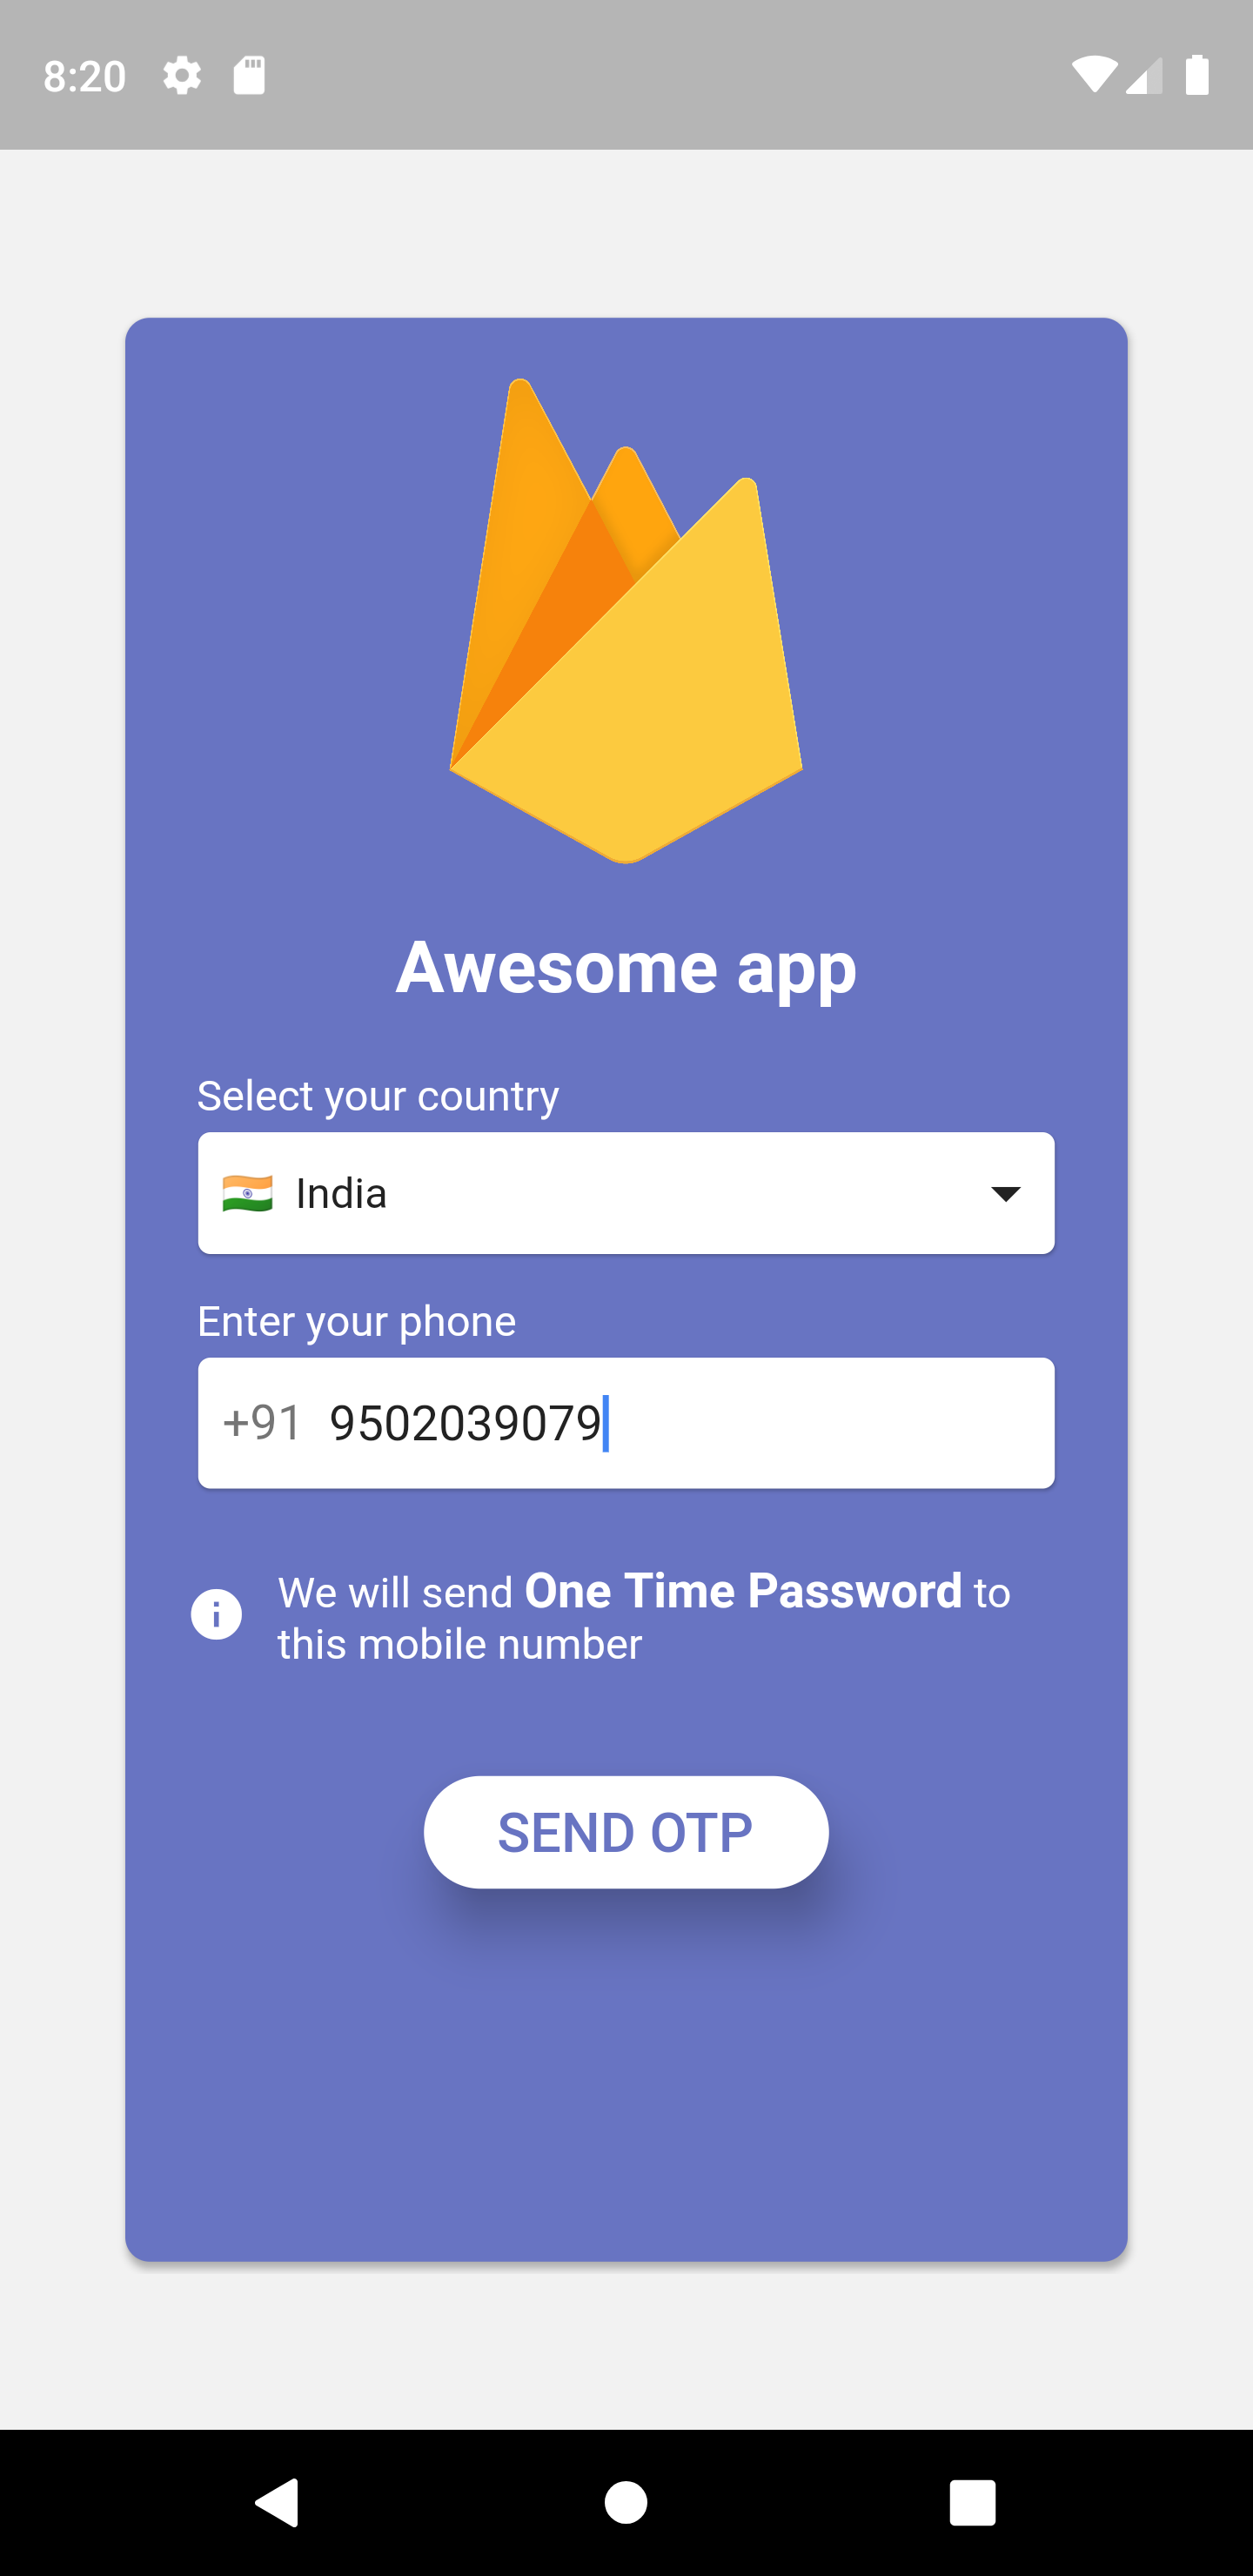 8:20
Awesome app
Select your country
India
Enter your phone
+91 9502039079
We will send One Time Password to
this mobile number
SEND OTP